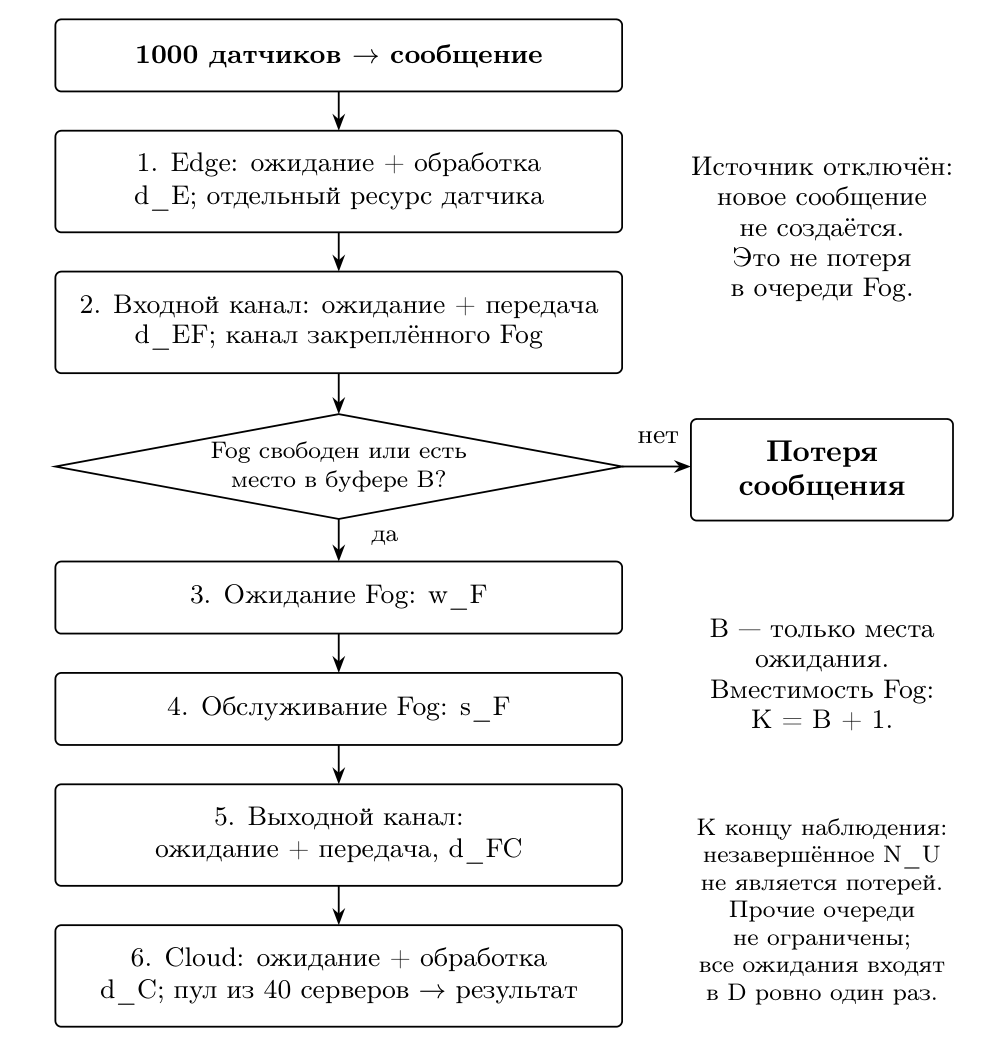 1000 датчиков → сообщение
1. Edge: ожидание + обработка
d_E; отдельный ресурс датчика
Источник отключён:
новое сообщение
не создаётся.
Это не потеря
в очереди Fog.
2. Входной канал: ожидание + передача
d_EF; канал закреплённого Fog
Fog свободен или есть
место в буфере B?
нет
Потеря
сообщения
да
3. Ожидание Fog: w_F
B — только места
ожидания.
Вместимость Fog:
K = B + 1.
4. Обслуживание Fog: s_F
5. Выходной канал:
ожидание + передача, d_FC
К концу наблюдения:
незавершённое N_U
не является потерей.
Прочие очереди
не ограничены;
все ожидания входят
в D ровно один раз.
6. Cloud: ожидание + обработка
d_C; пул из 40 серверов → результат